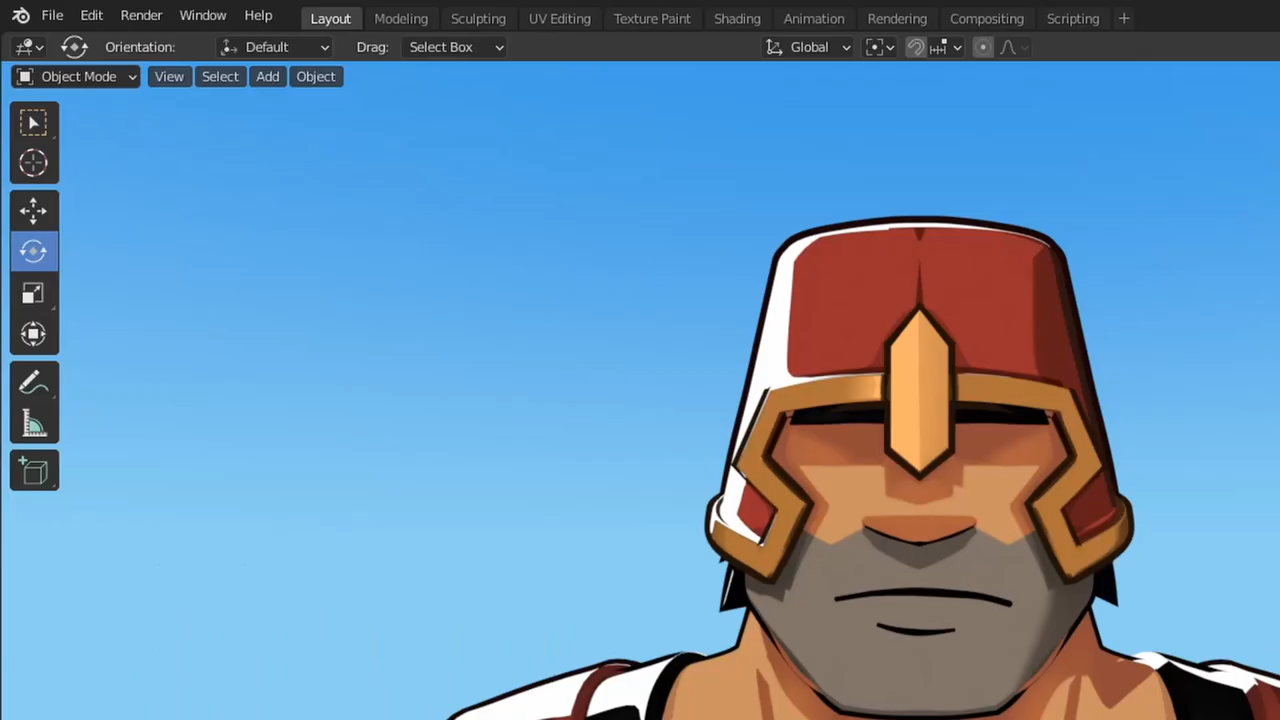 File Edit Render Window Help Layout Modeling Sculpting UV Editing Texture Paint Shading Animation Rendering Compositing Scripting +
Orientation: Default Drag: Select Box Global
Object Mode View Select Add Object